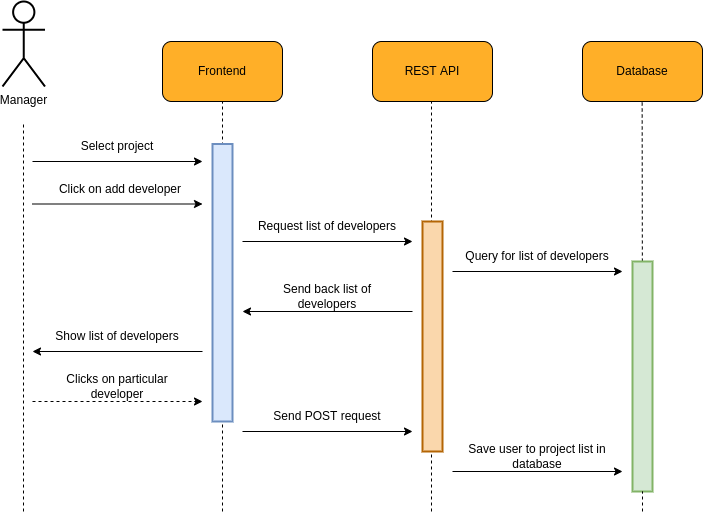 Manager
Frontend
REST API
Database
Select project
Click on add developer
Request list of developers
Query for list of developers
Send back list of
developers
Show list of developers
Clicks on particular
developer
Send POST request
Save user to project list in
database